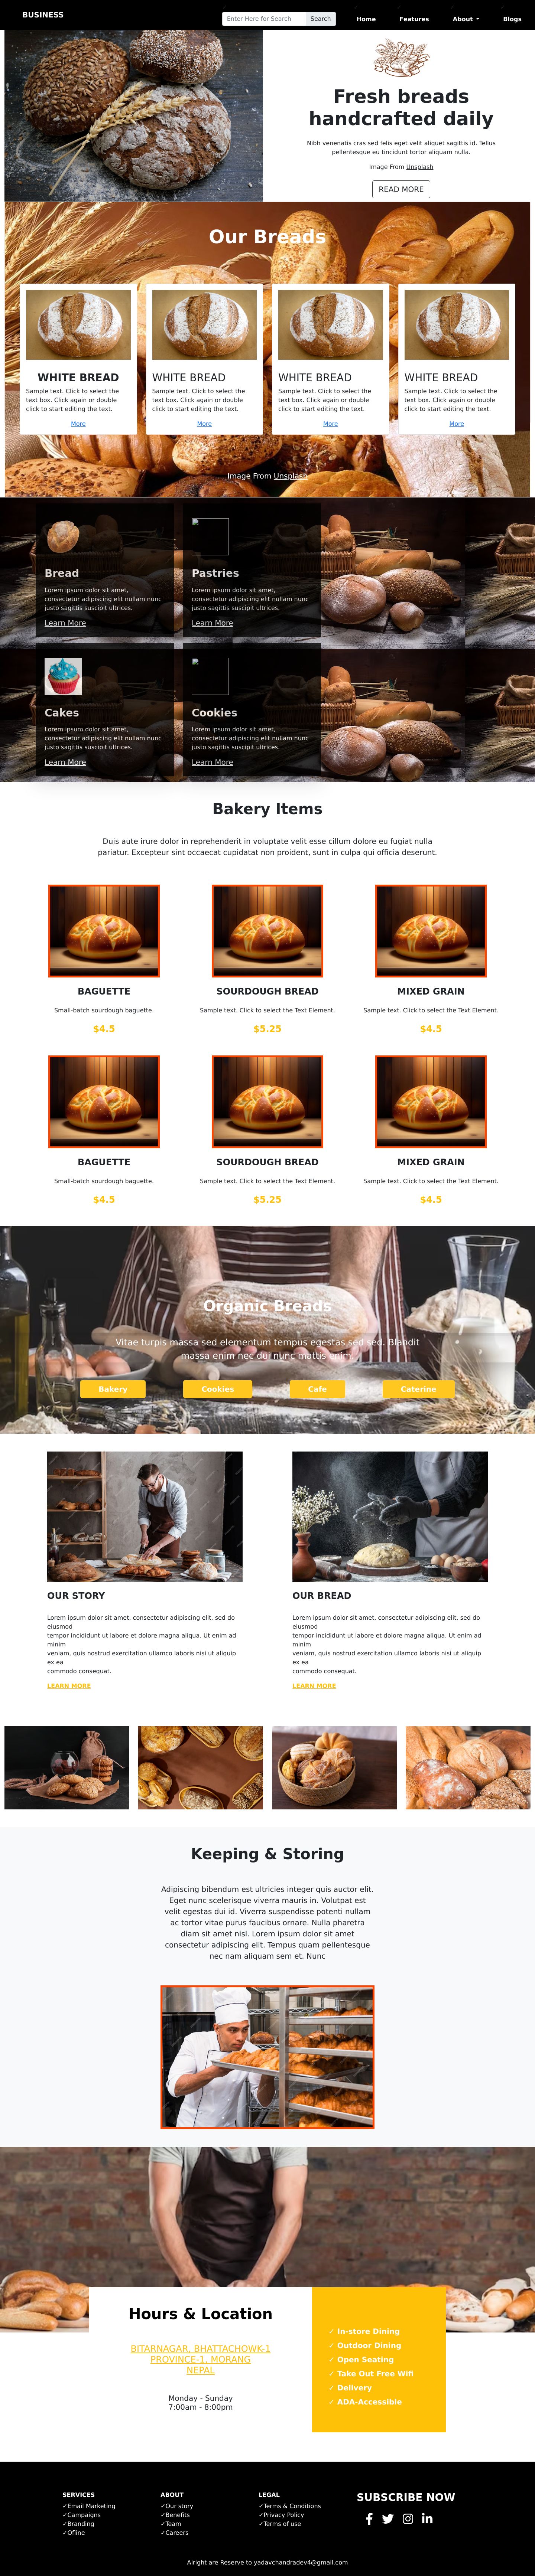 BUSINESS
Enter Here for Search
Search
Home
Features
About
Blogs
Fresh breads
handcrafted daily
Nibh venenatis cras sed felis eget velit aliquet sagittis id. Tellus
pellentesque eu tincidunt tortor aliquam nulla.
Image From Unsplash
READ MORE
Our Breads
WHITE BREAD
Sample text. Click to select the
text box. Click again or double
click to start editing the text.
More
WHITE BREAD
Sample text. Click to select the
text box. Click again or double
click to start editing the text.
More
WHITE BREAD
Sample text. Click to select the
text box. Click again or double
click to start editing the text.
More
WHITE BREAD
Sample text. Click to select the
text box. Click again or double
click to start editing the text.
More
Image From Unsplash
Bread
Lorem ipsum dolor sit amet,
consectetur adipiscing elit nullam nunc
justo sagittis suscipit ultrices.
Learn More
Pastries
Lorem ipsum dolor sit amet,
consectetur adipiscing elit nullam nunc
justo sagittis suscipit ultrices.
Learn More
Cakes
Lorem ipsum dolor sit amet,
consectetur adipiscing elit nullam nunc
justo sagittis suscipit ultrices.
Learn More
Cookies
Lorem ipsum dolor sit amet,
consectetur adipiscing elit nullam nunc
justo sagittis suscipit ultrices.
Learn More
Bakery Items
Duis aute irure dolor in reprehenderit in voluptate velit esse cillum dolore eu fugiat nulla
pariatur. Excepteur sint occaecat cupidatat non proident, sunt in culpa qui officia deserunt.
BAGUETTE
Small-batch sourdough baguette.
$4.5
SOURDOUGH BREAD
Sample text. Click to select the Text Element.
$5.25
MIXED GRAIN
Sample text. Click to select the Text Element.
$4.5
BAGUETTE
Small-batch sourdough baguette.
$4.5
SOURDOUGH BREAD
Sample text. Click to select the Text Element.
$5.25
MIXED GRAIN
Sample text. Click to select the Text Element.
$4.5
Organic Breads
Vitae turpis massa sed elementum tempus egestas sed sed. Blandit
massa enim nec dui nunc mattis enim.
Bakery
Cookies
Cafe
Caterine
OUR STORY
Lorem ipsum dolor sit amet, consectetur adipiscing elit, sed do
eiusmod
tempor incididunt ut labore et dolore magna aliqua. Ut enim ad
minim
veniam, quis nostrud exercitation ullamco laboris nisi ut aliquip
ex ea
commodo consequat.
LEARN MORE
OUR BREAD
Lorem ipsum dolor sit amet, consectetur adipiscing elit, sed do
eiusmod
tempor incididunt ut labore et dolore magna aliqua. Ut enim ad
minim
veniam, quis nostrud exercitation ullamco laboris nisi ut aliquip
ex ea
commodo consequat.
LEARN MORE
Keeping & Storing
Adipiscing bibendum est ultricies integer quis auctor elit.
Eget nunc scelerisque viverra mauris in. Volutpat est
velit egestas dui id. Viverra suspendisse potenti nullam
ac tortor vitae purus faucibus ornare. Nulla pharetra
diam sit amet nisl. Lorem ipsum dolor sit amet
consectetur adipiscing elit. Tempus quam pellentesque
nec nam aliquam sem et. Nunc
Hours & Location
BITARNAGAR, BHATTACHOWK-1
PROVINCE-1, MORANG
NEPAL
Monday - Sunday
7:00am - 8:00pm
✓ In-store Dining
✓ Outdoor Dining
✓ Open Seating
✓ Take Out Free Wifi
✓ Delivery
✓ ADA-Accessible
SERVICES
✓Email Marketing
✓Campaigns
✓Branding
✓Ofline
ABOUT
✓Our story
✓Benefits
✓Team
✓Careers
LEGAL
✓Terms & Conditions
✓Privacy Policy
✓Terms of use
SUBSCRIBE NOW
Alright are Reserve to yadavchandradev4@gmail.com